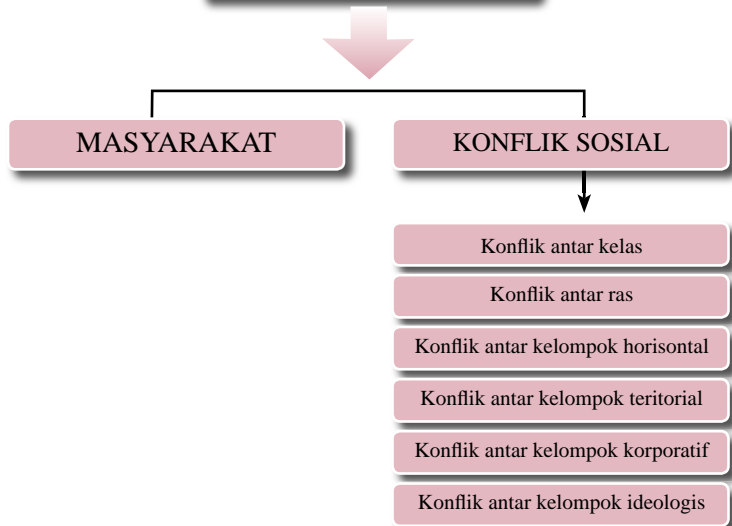 MASYARAKAT
KONFLIK SOSIAL
Konflik antar kelas
Konflik antar ras
Konflik antar kelompok horisontal
Konflik antar kelompok teritorial
Konflik antar kelompok korporatif
Konflik antar kelompok ideologis